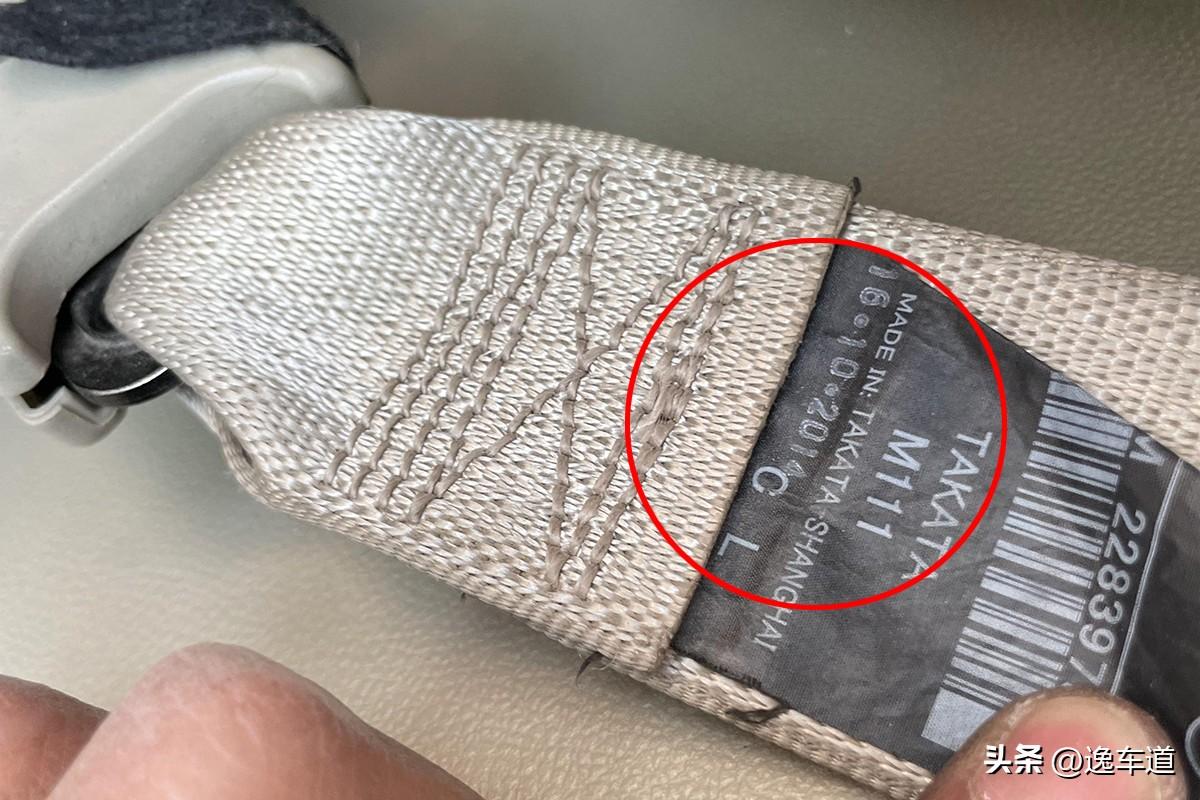 TAKATA
M111
MADE IN: TAKATA-SHANGHAI
16·10·2014
C
L
228397
头条 @逸车道